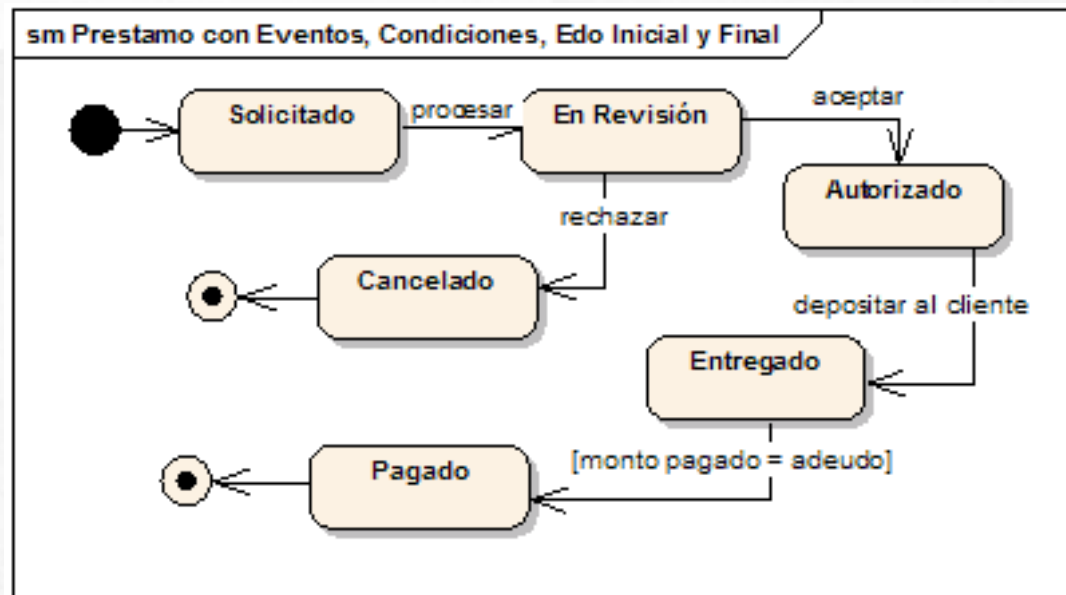 sm Prestamo con Eventos, Condiciones, Edo Inicial y Final
Solicitado
procesar
En Revisión
aceptar
Autorizado
rechazar
Cancelado
depositar al cliente
Entregado
[monto pagado = adeudo]
Pagado